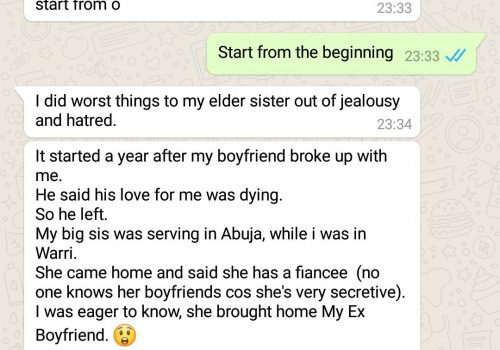 start from o
23:33
Start from the beginning 23:33
I did worst things to my elder sister out of jealousy
and hatred.
23:34
It started a year after my boyfriend broke up with
me.
He said his love for me was dying.
So he left.
My big sis was serving in Abuja, while i was in
Warri.
She came home and said she has a fiancee (no
one knows her boyfriends cos she's very secretive).
I was eager to know, she brought home My Ex
Boyfriend. 😲